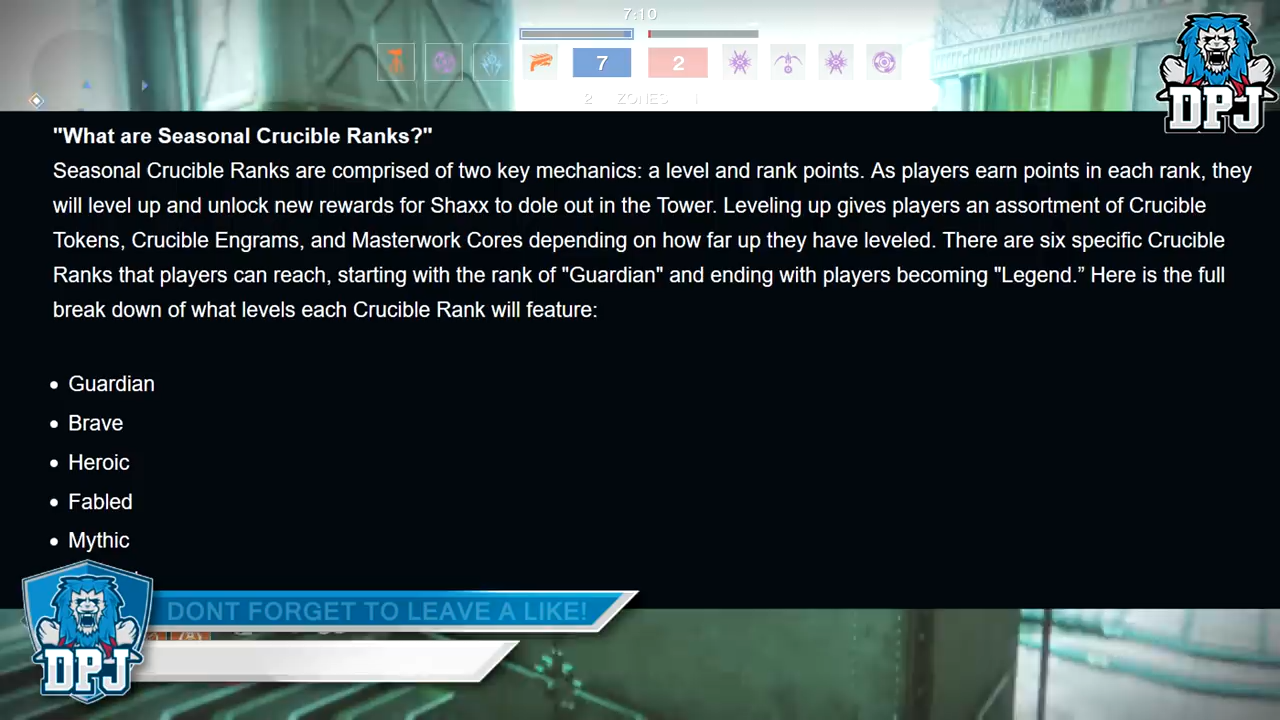 7:10
7 2
2 ZONES 1
DPJ
"What are Seasonal Crucible Ranks?"
Seasonal Crucible Ranks are comprised of two key mechanics: a level and rank points. As players earn points in each rank, they
will level up and unlock new rewards for Shaxx to dole out in the Tower. Leveling up gives players an assortment of Crucible
Tokens, Crucible Engrams, and Masterwork Cores depending on how far up they have leveled. There are six specific Crucible
Ranks that players can reach, starting with the rank of "Guardian" and ending with players becoming "Legend.” Here is the full
break down of what levels each Crucible Rank will feature:
• Guardian
• Brave
• Heroic
• Fabled
• Mythic
DONT FORGET TO LEAVE A LIKE!
DPJ